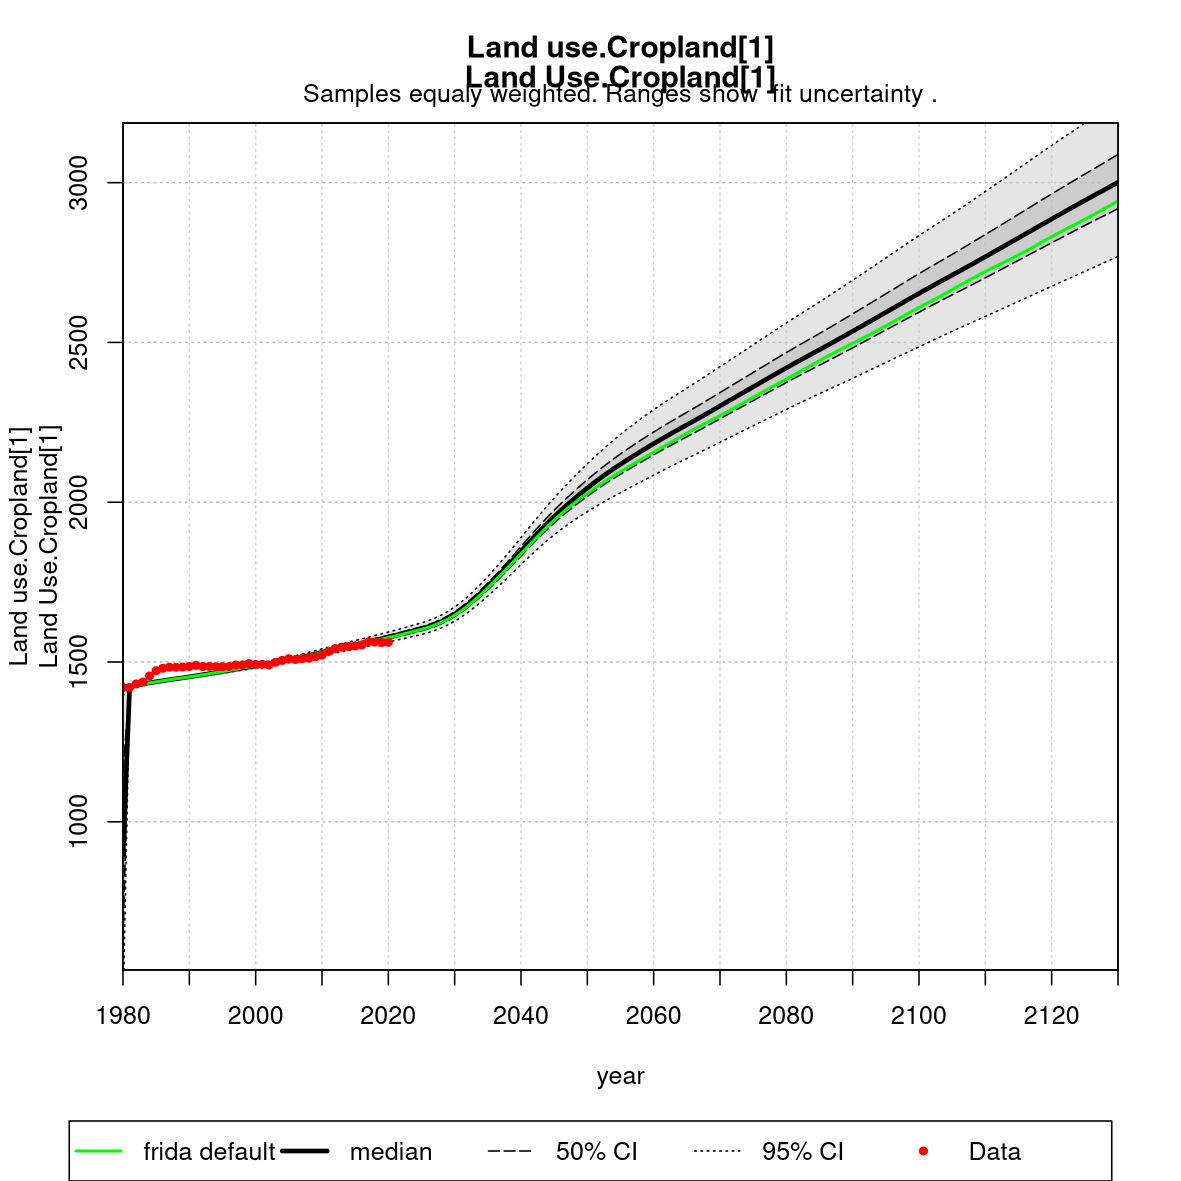 Land use.Cropland[1]
Land Use.Cropland[1]
Samples equaly weighted. Ranges show  fit uncertainty .
Land use.Cropland[1]
Land Use.Cropland[1]
3000
2500
2000
1500
1000
1980 2000 2020 2040 2060 2080 2100 2120
year
frida default median 50% CI 95% CI Data